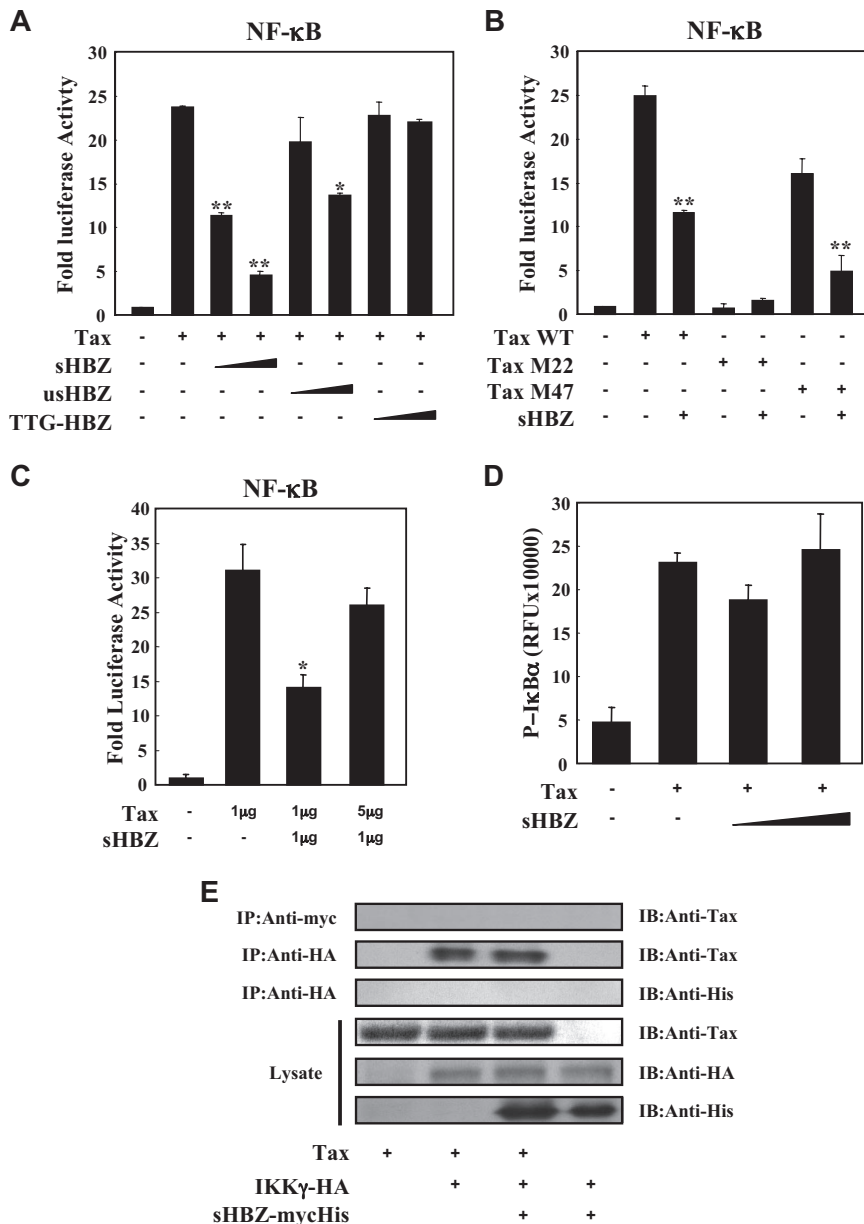 A
NF-κB
Fold luciferase Activty
30
25
20
15
10
5
0
**
**
*
Tax - + + + + + + +
sHBZ - - - - - -
usHBZ - - - - - -
TTG-HBZ - - - - - -
B
NF-κB
Fold luciferase Activity
30
25
20
15
10
5
0
**
**
Tax WT - + + - - - -
Tax M22 - - - + + - -
Tax M47 - - - - - + +
sHBZ - - + - + - +
C
NF-κB
Fold Luciferase Activity
40
35
30
25
20
15
10
5
0
*
Tax - 1μg 1μg 5μg
sHBZ - - 1μg 1μg
D
P-IκBα (RFUx10000)
30
25
20
15
10
5
0
Tax - + + +
sHBZ - -
E
IP:Anti-myc IB:Anti-Tax
IP:Anti-HA IB:Anti-Tax
IP:Anti-HA IB:Anti-His
IB:Anti-Tax
Lysate IB:Anti-HA
IB:Anti-His
Tax + + +
IKKγ-HA + + +
sHBZ-mycHis + +